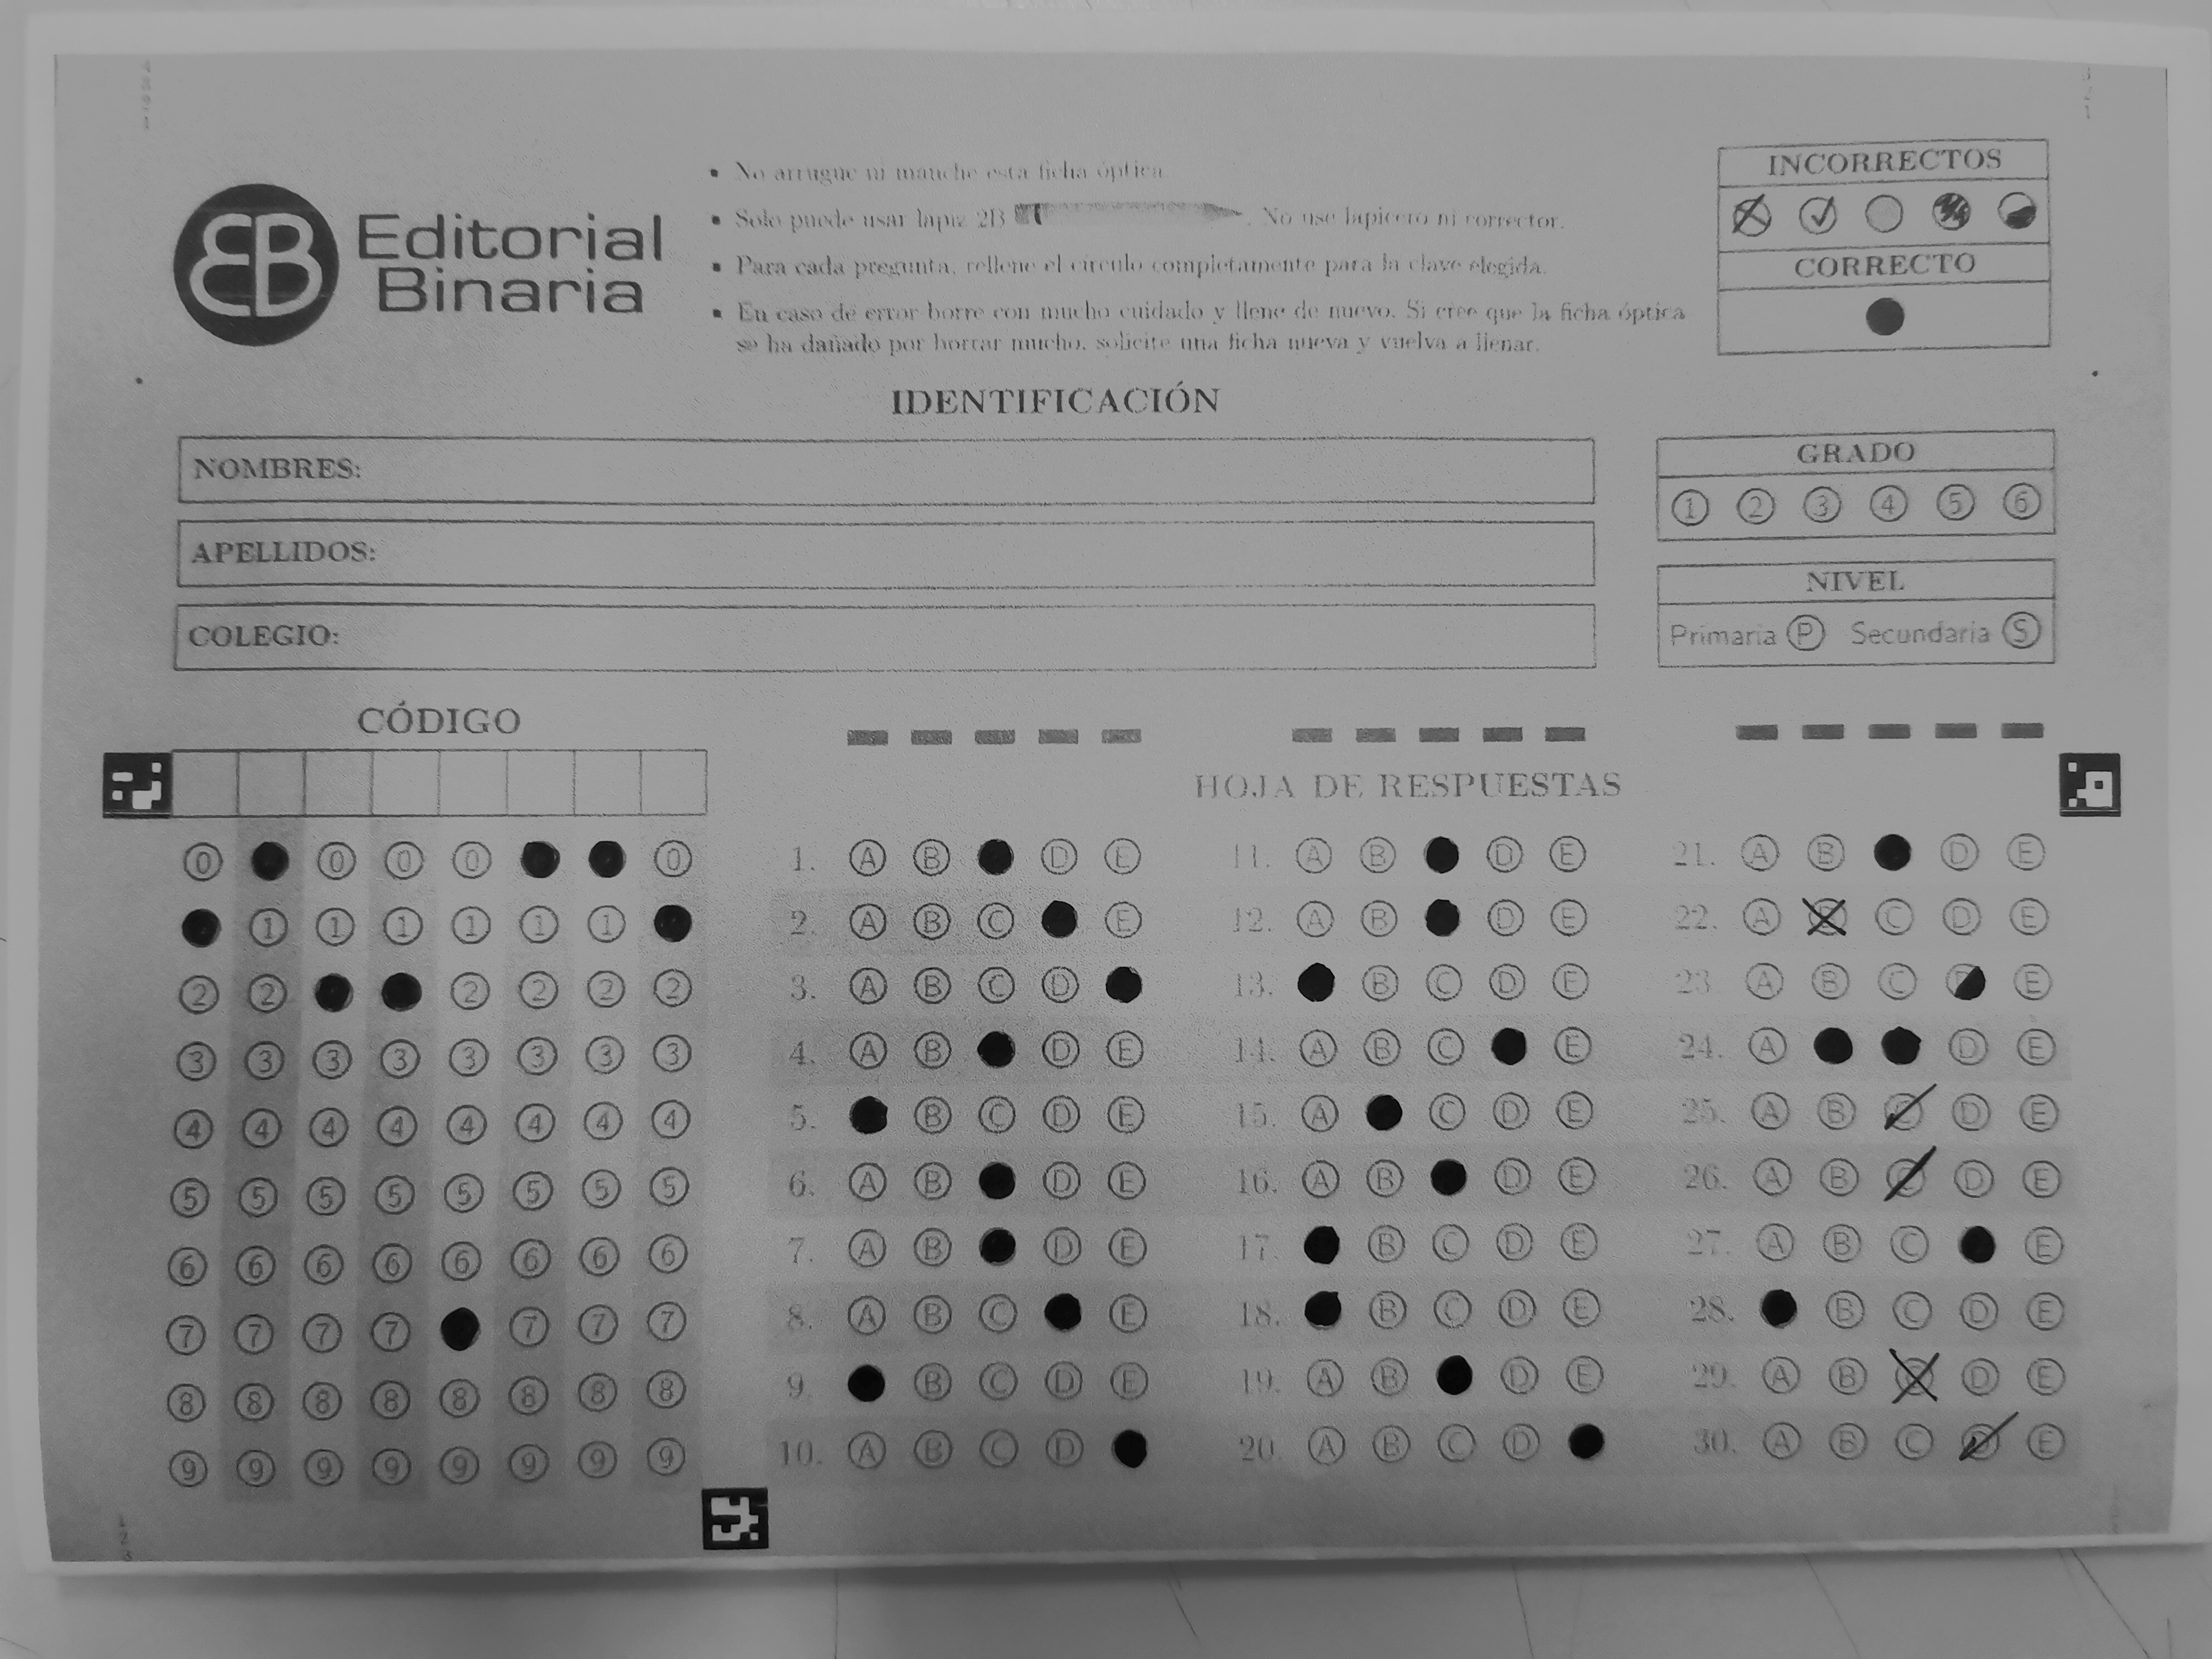 Editorial
Binaria
▪ No arrugue ni manche esta ficha óptica
▪ Solo puede usar lapiz 2B . No use lapicero ni corrector.
▪ Para cada pregunta, rellene el círculo completamente para la clave elegida.
▪ En caso de error borre con mucho cuidado y llene de nuevo. Si cree que la ficha óptica
se ha dañado por borrar mucho, solicite una ficha nueva y vuelva a llenar.
INCORRECTOS
CORRECTO
IDENTIFICACIÓN
NOMBRES:
APELLIDOS:
COLEGIO:
GRADO
1 2 3 4 5 6
NIVEL
Primaria P Secundaria S
CÓDIGO
0 0 0 0 0
1 1 1 1 1 1
2 2 2 2 2 2
3 3 3 3 3 3 3 3
4 4 4 4 4 4 4 4
5 5 5 5 5 5 5 5
6 6 6 6 6 6 6 6
7 7 7 7 7 7 7
8 8 8 8 8 8 8 8
9 9 9 9 9 9 9 9
HOJA DE RESPUESTAS
1. A B D E
2. A B C E
3. A B C D
4. A B D E
5. B C D E
6. A B D E
7. A B D E
8. A B C E
9. B C D E
10. A B C D
11. A B D E
12. A B D E
13. B C D E
14. A B C E
15. A C D E
16. A B D E
17. B C D E
18. B C D E
19. A B D E
20. A B C D
21. A B D E
22. A B C D E
23 A B C D E
24. A D E
25. A B C D E
26. A B C D E
27. A B C E
28. B C D E
29. A B C D E
30. A B C D E